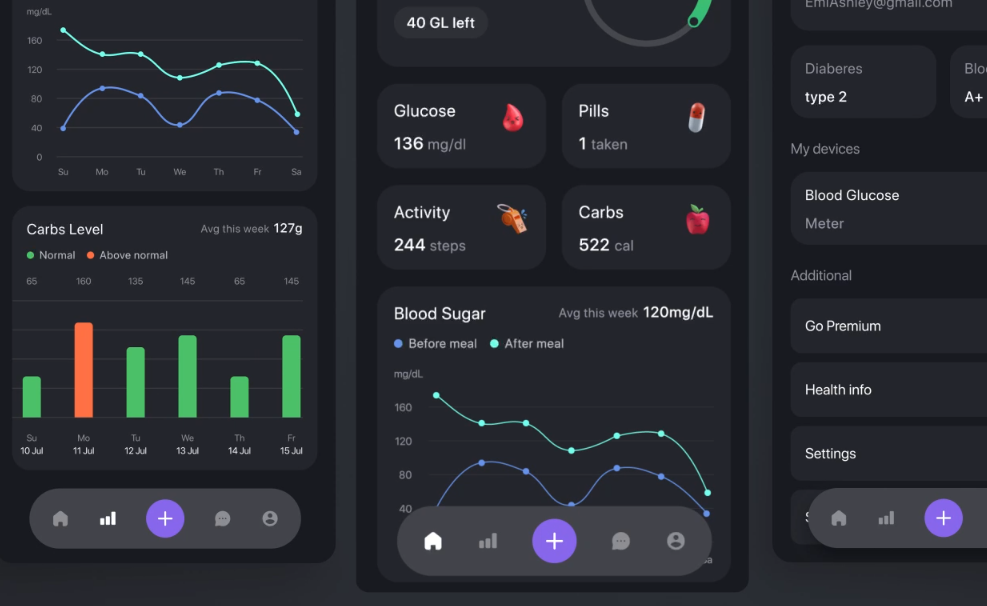 mg/dL
160
120
80
40
0
Su Mo Tu We Th Fr Sa
Carbs Level
Avg this week 127g
Normal Above normal
65 160 135 145 65 145
Su Mo Tu We Th Fr
10 Jul 11 Jul 12 Jul 13 Jul 14 Jul 15 Jul
40 GL left
Glucose
136 mg/dl
Pills
1 taken
Activity
244 steps
Carbs
522 cal
Blood Sugar
Avg this week 120mg/dL
Before meal After meal
mg/dL
160
120
80
40
EmiAshley@gmail.com
Diaberes
type 2
Blo
A+
My devices
Blood Glucose
Meter
Additional
Go Premium
Health info
Settings